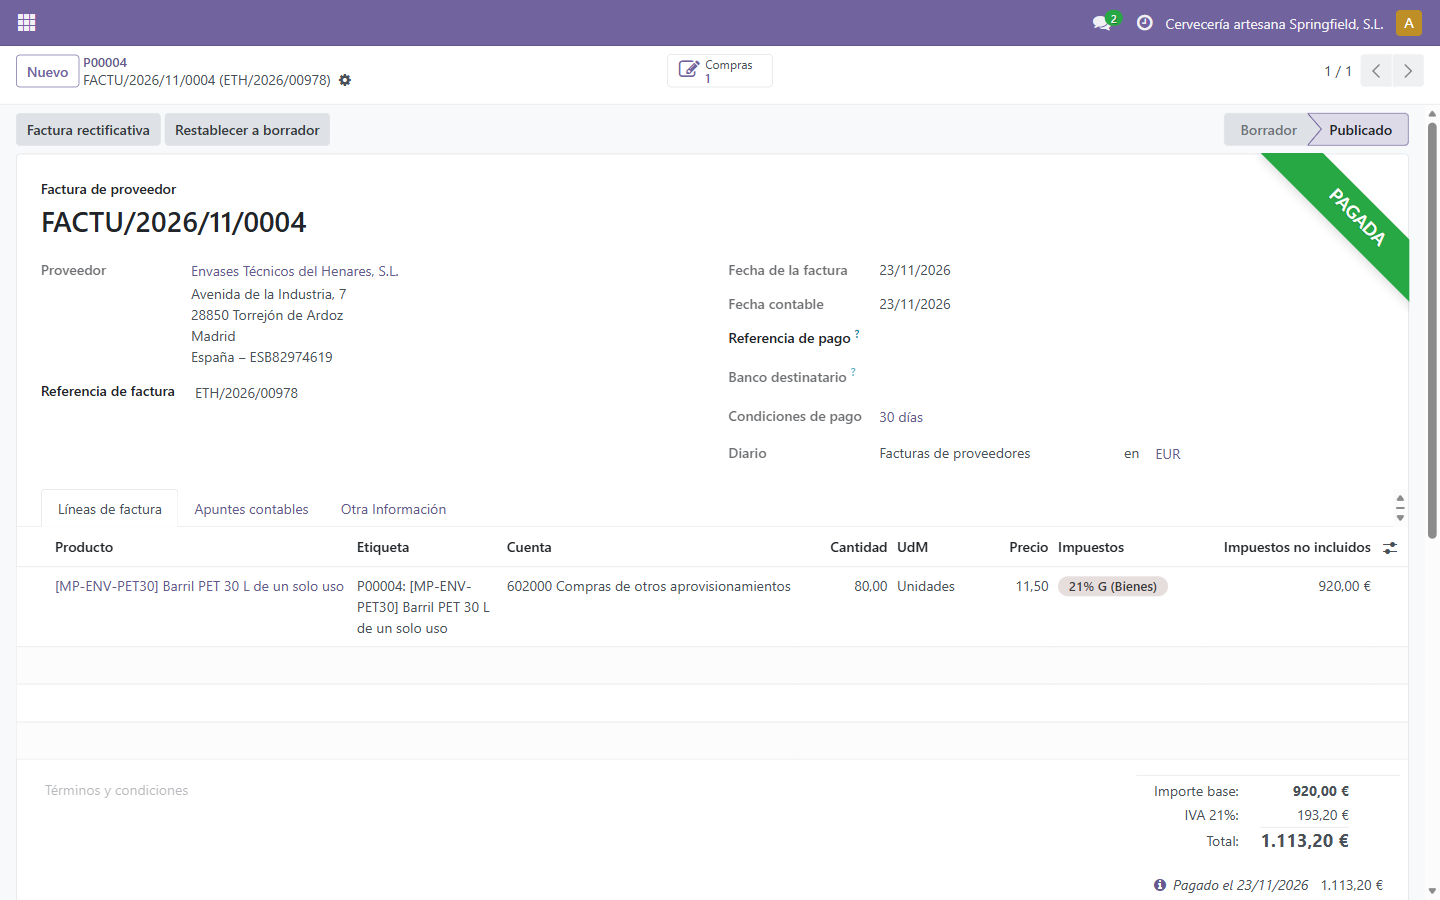 2
Cervecería artesana Springfield, S.L.
A
Nuevo
P00004
FACTU/2026/11/0004 (ETH/2026/00978)
Compras
1
1 / 1
Factura rectificativa
Restablecer a borrador
Borrador
Publicado
PAGADA
Factura de proveedor
FACTU/2026/11/0004
Proveedor
Envases Técnicos del Henares, S.L.
Avenida de la Industria, 7
28850 Torrejón de Ardoz
Madrid
España – ESB82974619
Referencia de factura
ETH/2026/00978
Fecha de la factura
23/11/2026
Fecha contable
23/11/2026
Referencia de pago ?
Banco destinatario ?
Condiciones de pago
30 días
Diario
Facturas de proveedores
en
EUR
Líneas de factura
Apuntes contables
Otra Información
Producto
Etiqueta
Cuenta
Cantidad
UdM
Precio
Impuestos
Impuestos no incluidos
[MP-ENV-PET30] Barril PET 30 L de un solo uso
P00004: [MP-ENV-
PET30] Barril PET 30 L
de un solo uso
602000 Compras de otros aprovisionamientos
80,00
Unidades
11,50
21% G (Bienes)
920,00 €
Términos y condiciones
Importe base:
920,00 €
IVA 21%:
193,20 €
Total:
1.113,20 €
Pagado el 23/11/2026
1.113,20 €